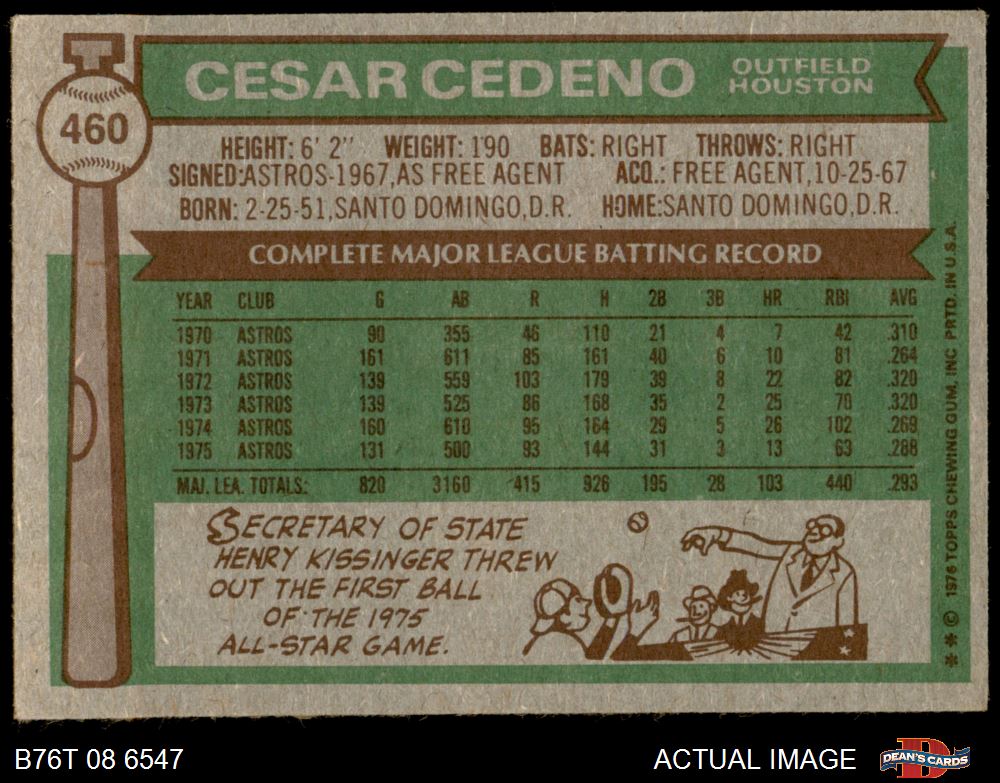 CESAR CEDENO
OUTFIELD
HOUSTON
460
HEIGHT: 6' 2" WEIGHT: 190 BATS: RIGHT THROWS: RIGHT
SIGNED: ASTROS-1967, AS FREE AGENT ACQ.: FREE AGENT, 10-25-67
BORN: 2-25-51, SANTO DOMINGO, D.R. HOME: SANTO DOMINGO, D.R.
COMPLETE MAJOR LEAGUE BATTING RECORD
YEAR CLUB G AB R H 2B 3B HR RBI AVG
1970 ASTROS 90 355 46 110 21 4 7 42 .310
1971 ASTROS 161 611 85 161 40 6 10 81 .264
1972 ASTROS 139 559 103 179 39 8 22 82 .320
1973 ASTROS 139 525 86 168 35 2 25 70 .320
1974 ASTROS 160 610 95 164 29 5 26 102 .269
1975 ASTROS 131 500 93 144 31 3 13 63 .288
MAJ. LEA. TOTALS: 820 3160 415 926 195 28 103 440 .293
SECRETARY OF STATE
HENRY KISSINGER THREW
OUT THE FIRST BALL
OF THE 1975
ALL-STAR GAME.
** © 1976 TOPPS CHEWING GUM, INC PRTD. IN U.S.A.
B76T 08 6547
ACTUAL IMAGE
DEAN'S CARDS